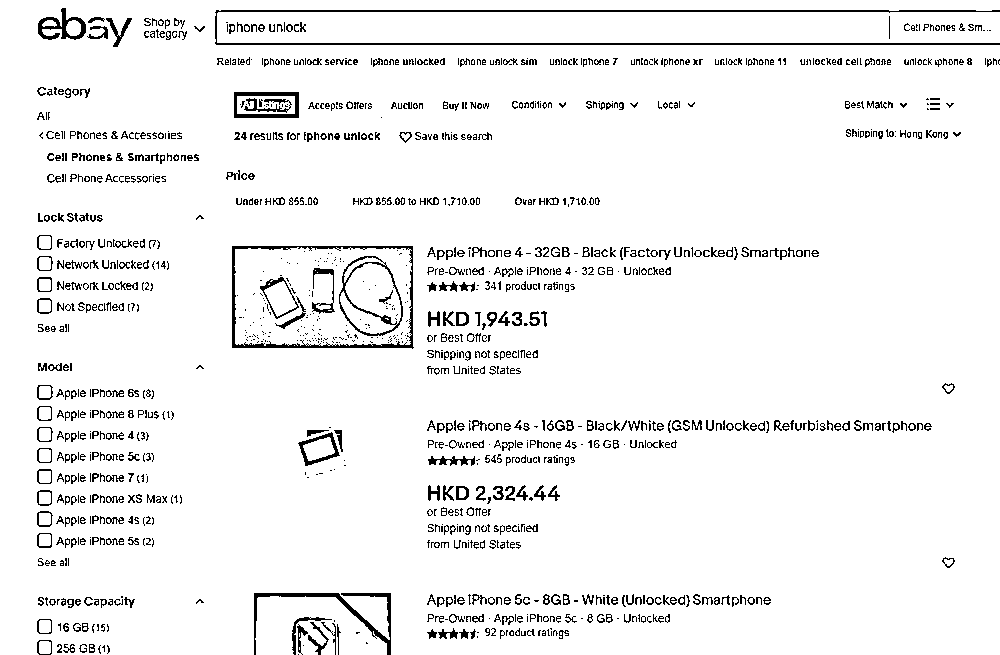 ebay
Shop by category
iphone unlock
Cell Phones & Sm...
Related: iphone unlock service iphone unlocked iphone unlock sim unlock iphone 7 unlock iphone xr unlock iphone 11 unlocked cell phone unlock iphone 8
Category
All
Cell Phones & Accessories
Cell Phones & Smartphones
Cell Phone Accessories
Lock Status
Factory Unlocked (7)
Network Unlocked (14)
Network Locked (2)
Not Specified (7)
See all
Model
Apple iPhone 6s (8)
Apple iPhone 8 Plus (1)
Apple iPhone 4 (3)
Apple iPhone 5c (3)
Apple iPhone 7 (1)
Apple iPhone XS Max (1)
Apple iPhone 4s (2)
Apple iPhone 5s (2)
See all
Storage Capacity
16 GB (15)
256 GB (1)
All Listings Accepts Offers Auction Buy It Now Condition Shipping Local Best Match
24 results for iphone unlock Save this search Shipping to: Hong Kong
Price
Under HKD 855.00 HKD 855.00 to HKD 1,710.00 Over HKD 1,710.00
Apple iPhone 4 - 32GB - Black (Factory Unlocked) Smartphone
Pre-Owned · Apple iPhone 4 · 32 GB · Unlocked
341 product ratings
HKD 1,943.51
or Best Offer
Shipping not specified
from United States
Apple iPhone 4s - 16GB - Black/White (GSM Unlocked) Refurbished Smartphone
Pre-Owned · Apple iPhone 4s · 16 GB · Unlocked
545 product ratings
HKD 2,324.44
or Best Offer
Shipping not specified
from United States
Apple iPhone 5c - 8GB - White (Unlocked) Smartphone
Pre-Owned · Apple iPhone 5c · 8 GB · Unlocked
92 product ratings